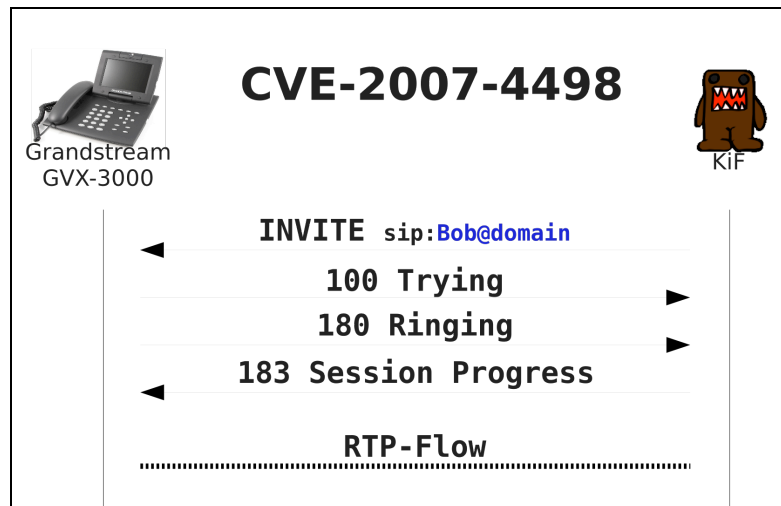 CVE-2007-4498
Grandstream
GVX-3000
KiF
INVITE sip:Bob@domain
100 Trying
180 Ringing
183 Session Progress
RTP-Flow